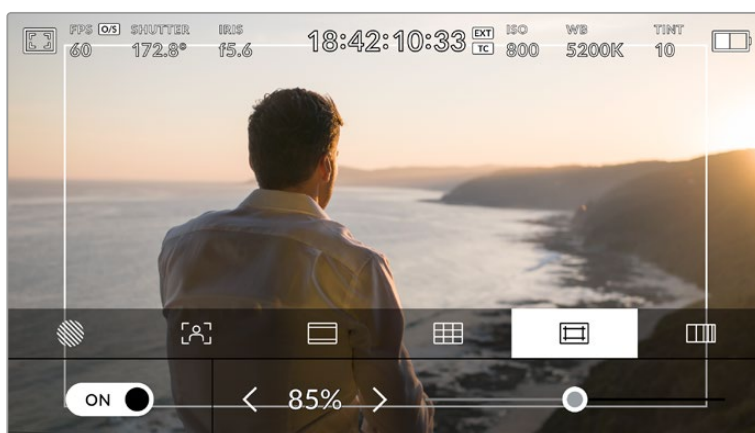 FPS O/S SHUTTER IRIS 18:42:10:33 EXT ISO WB TINT
60 172.8° f5.6 TC 800 5200K 10
ON 85%